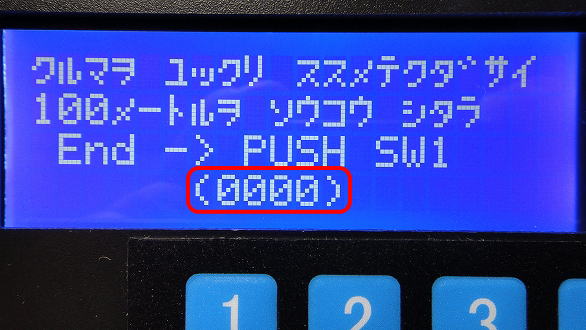 クルマヲ ユックリ ススメテクダサイ
100メートルヲ ソウコウ シタラ
End -> PUSH SW1
(0000)
1 2 3